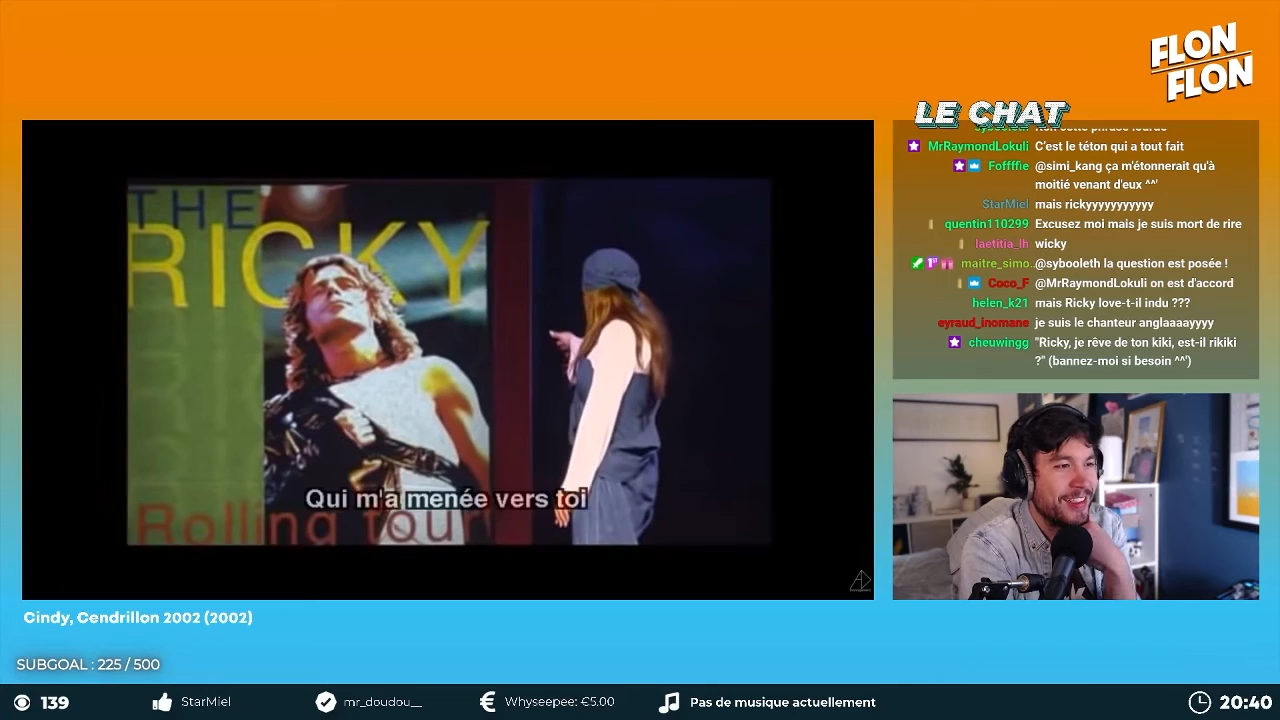 FLON
FLON
LE CHAT
MrRaymondLokuli C'est le téton qui a tout fait
Foffffie @simi_kang ça m'étonnerait qu'à
moitié venant d'eux ^^'
StarMiel mais rickyyyyyyyyyyy
quentin110299 Excusez moi mais je suis mort de rire
laetitia_lh wicky
maitre_simo.. @sybooleth la question est posée !
Coco_F @MrRaymondLokuli on est d'accord
helen_k21 mais Ricky love-t-il indu ???
eyraud_inomane je suis le chanteur anglaaaayyyy
cheuwingg "Ricky, je rêve de ton kiki, est-il rikiki
?" (bannez-moi si besoin ^^')
THE
RICKY
Rolling tour
Qui m'a menée vers toi
Cindy, Cendrillon 2002 (2002)
SUBGOAL : 225 / 500
139 StarMiel mr_doudou__ Whyseepee: €5.00 Pas de musique actuellement 20:40